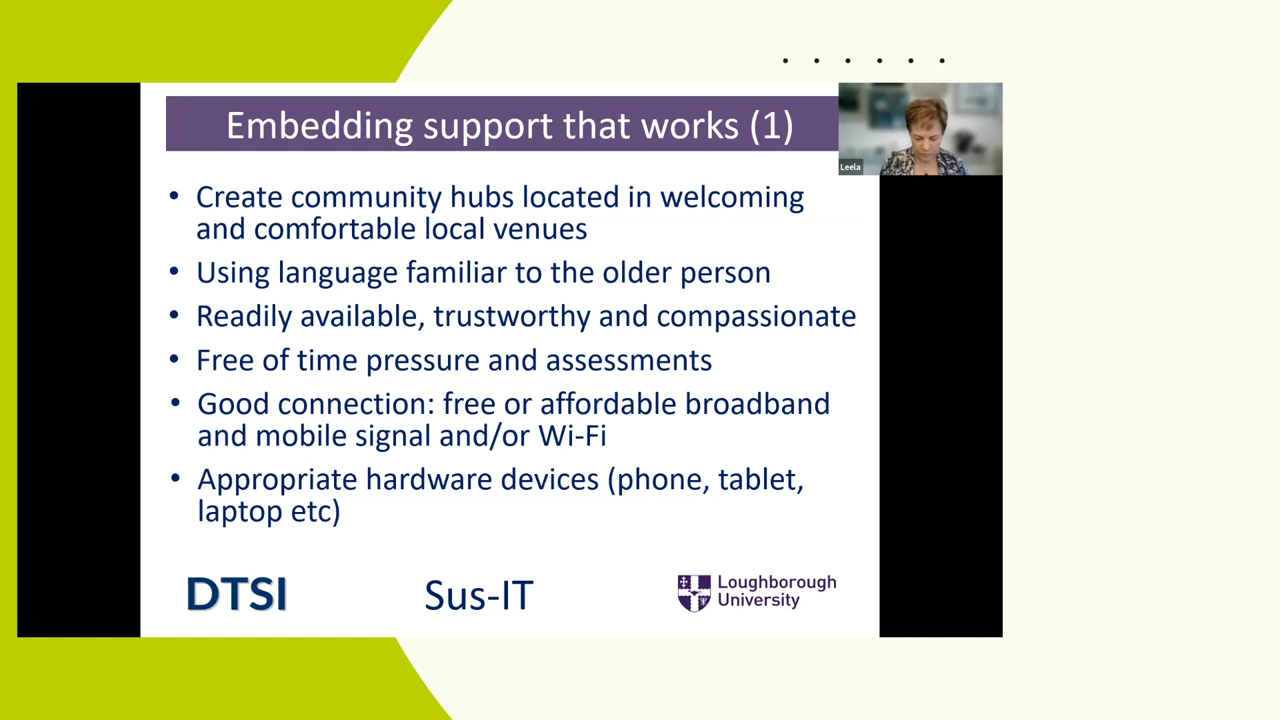 Embedding support that works (1)
Leela
• Create community hubs located in welcoming
and comfortable local venues
• Using language familiar to the older person
• Readily available, trustworthy and compassionate
• Free of time pressure and assessments
• Good connection: free or affordable broadband
and mobile signal and/or Wi-Fi
• Appropriate hardware devices (phone, tablet,
laptop etc)
DTSI
Sus-IT
Loughborough
University